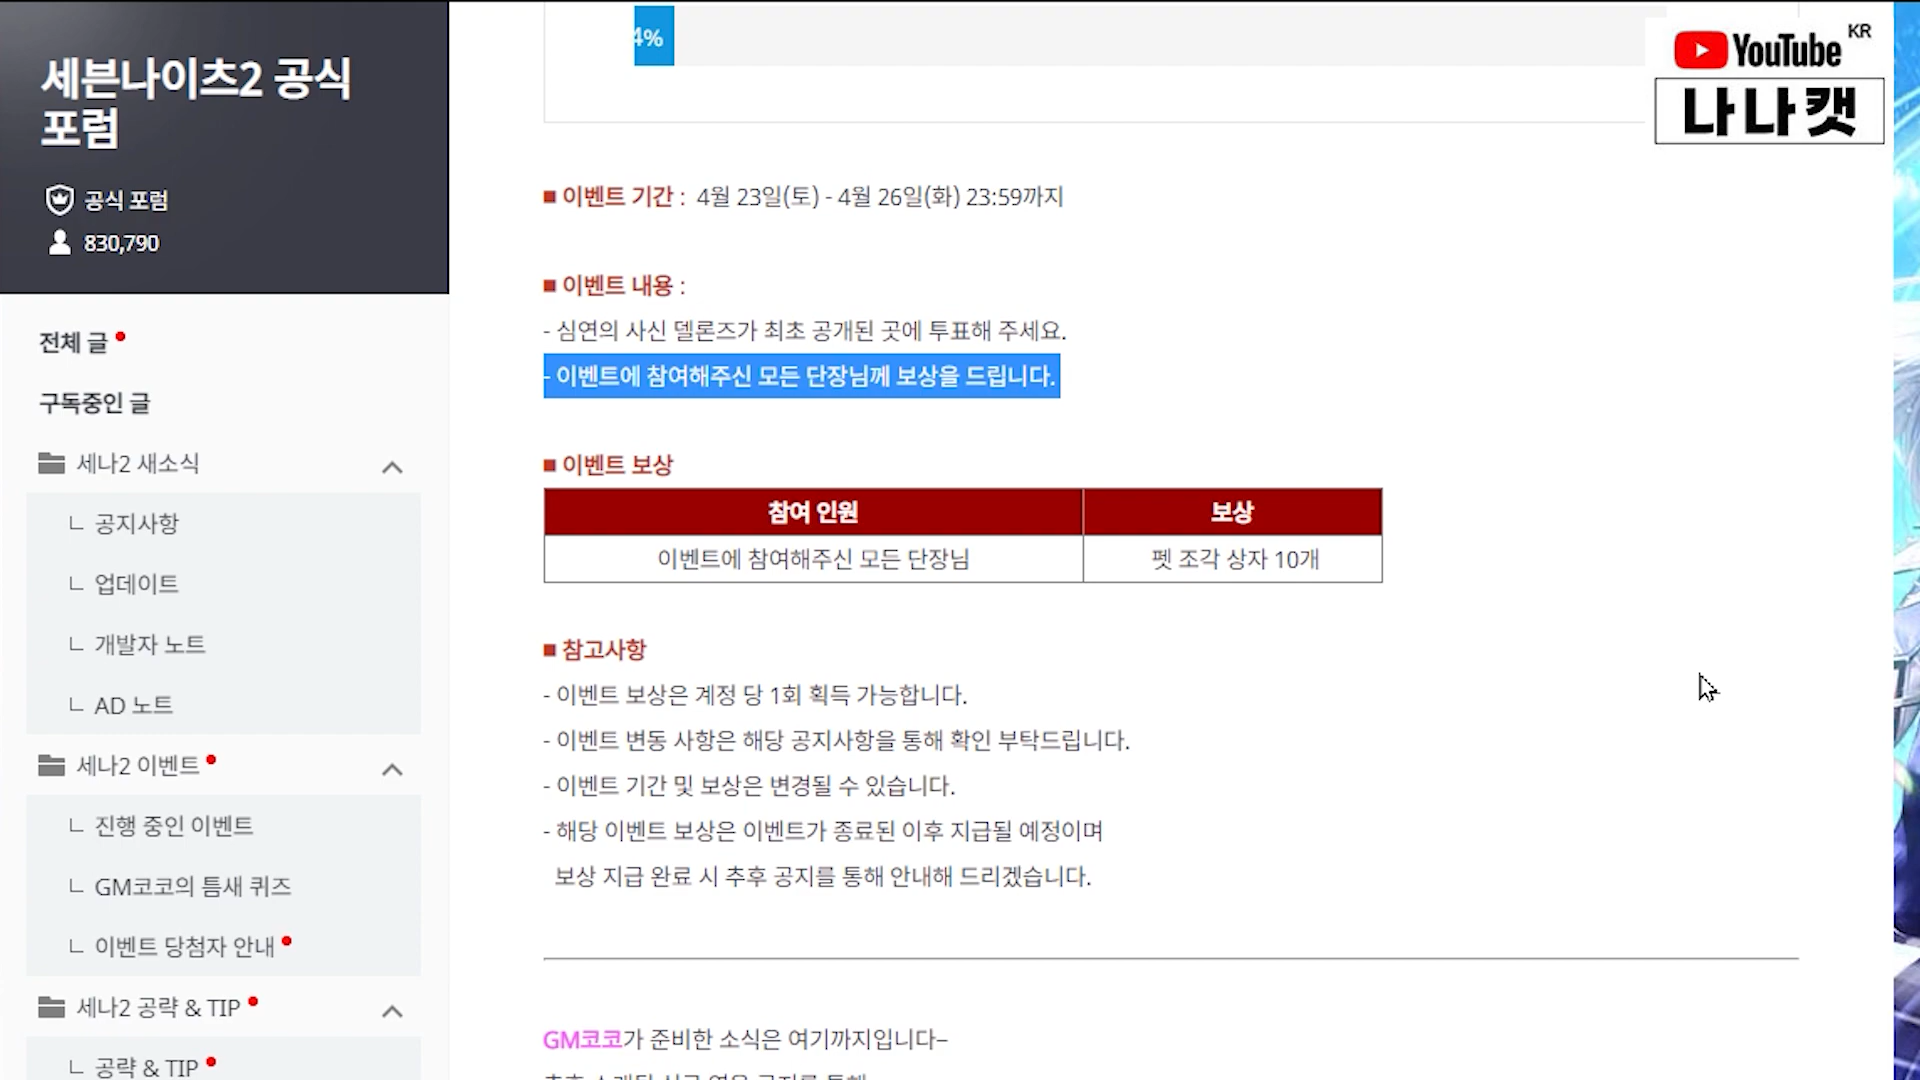 세븐나이츠2 공식
포럼
공식 포럼
830,790
전체 글
구독중인 글
세나2 새소식
공지사항
업데이트
개발자 노트
AD 노트
세나2 이벤트
진행 중인 이벤트
GM코코의 틈새 퀴즈
이벤트 당첨자 안내
세나2 공략 & TIP
공략 & TIP
4%
YouTube KR
나나캣
■ 이벤트 기간 : 4월 23일(토) - 4월 26일(화) 23:59까지
■ 이벤트 내용 :
- 심연의 사신 델론즈가 최초 공개된 곳에 투표해 주세요.
- 이벤트에 참여해주신 모든 단장님께 보상을 드립니다.
■ 이벤트 보상
참여 인원 보상
이벤트에 참여해주신 모든 단장님 펫 조각 상자 10개
■ 참고사항
- 이벤트 보상은 계정 당 1회 획득 가능합니다.
- 이벤트 변동 사항은 해당 공지사항을 통해 확인 부탁드립니다.
- 이벤트 기간 및 보상은 변경될 수 있습니다.
- 해당 이벤트 보상은 이벤트가 종료된 이후 지급될 예정이며
보상 지급 완료 시 추후 공지를 통해 안내해 드리겠습니다.
GM코코가 준비한 소식은 여기까지입니다~